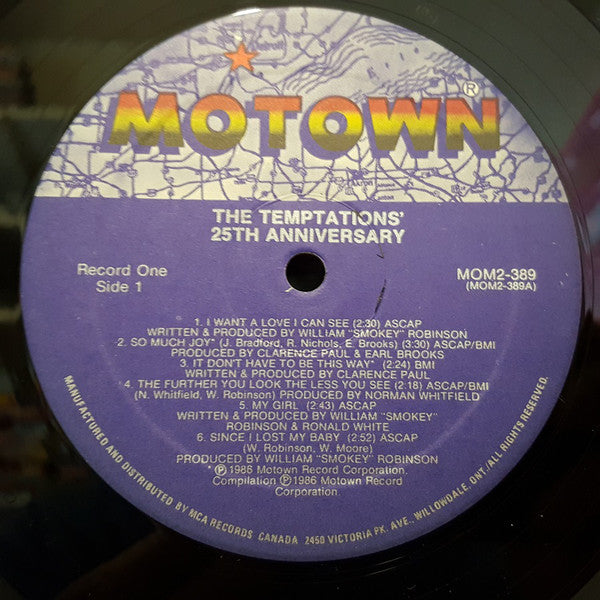 MOTOWN®
THE TEMPTATIONS'
25TH ANNIVERSARY
Record One
Side 1
MOM2-389
(MOM2-389A)
1. I WANT A LOVE I CAN SEE (2:30) ASCAP
WRITTEN & PRODUCED BY WILLIAM "SMOKEY" ROBINSON
2. SO MUCH JOY* (J. Bradford, R. Nichols, E. Brooks) (3:30) ASCAP/BMI
PRODUCED BY CLARENCE PAUL & EARL BROOKS
3. IT DON'T HAVE TO BE THIS WAY* (2:24) BMI
WRITTEN & PRODUCED BY CLARENCE PAUL
4. THE FURTHER YOU LOOK THE LESS YOU SEE (2:18) ASCAP/BMI
(N. Whitfield, W. Robinson) PRODUCED BY NORMAN WHITFIELD
5. MY GIRL (2:43) ASCAP
WRITTEN & PRODUCED BY WILLIAM "SMOKEY"
ROBINSON & RONALD WHITE
6. SINCE I LOST MY BABY (2:52) ASCAP
(W. Robinson, W. Moore)
PRODUCED BY WILLIAM "SMOKEY" ROBINSON
℗1986 Motown Record Corporation.
Compilation ℗1986 Motown Record
Corporation.
MANUFACTURED AND DISTRIBUTED BY MCA RECORDS CANADA 2450 VICTORIA PK. AVE., WILLOWDALE, ONT./ALL RIGHTS RESERVED.